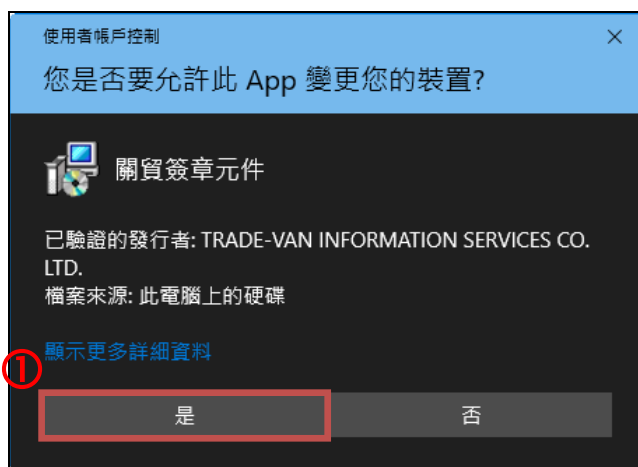 使用者帳戶控制
您是否要允許此 App 變更您的裝置?
關貿簽章元件
已驗證的發行者: TRADE-VAN INFORMATION SERVICES CO.
LTD.
檔案來源: 此電腦上的硬碟
顯示更多詳細資料
①
是 否